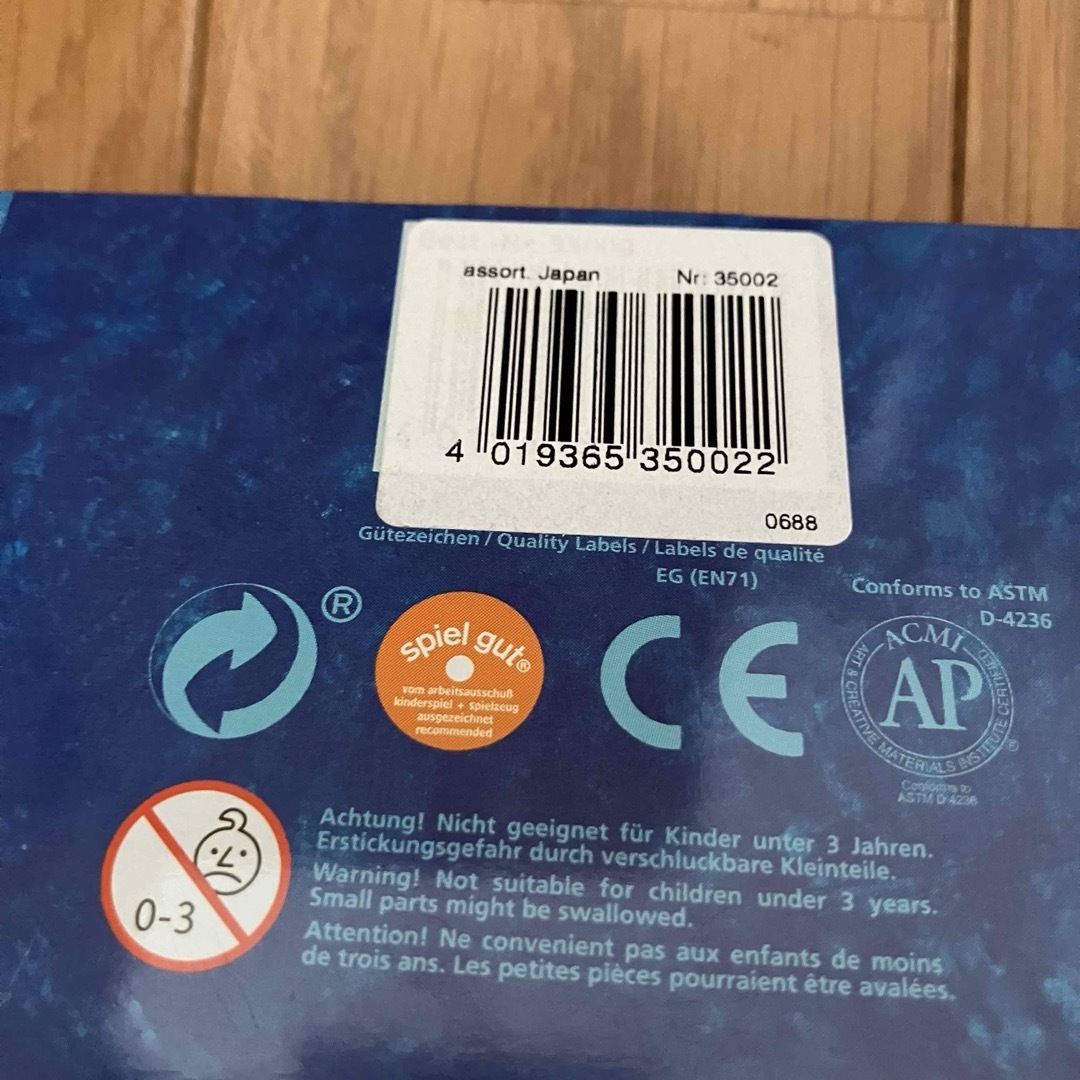 assort. Japan Nr: 35002
4 019365 350022
0688
Gütezeichen / Quality Labels / Labels de qualité
EG (EN71)
Conforms to ASTM
D-4236
®
spiel gut®
vom arbeitsausschuß
kinderspiel + spielzeug
ausgezeichnet
recommended
CE
ACMI
AP
ART & CREATIVE MATERIALS INSTITUTE CERTIFIED
®
Conforms to
ASTM D-4236
0-3
Achtung! Nicht geeignet für Kinder unter 3 Jahren.
Erstickungsgefahr durch verschluckbare Kleinteile.
Warning! Not suitable for children under 3 years.
Small parts might be swallowed.
Attention! Ne convenient pas aux enfants de moins
de trois ans. Les petites pièces pourraient être avalées.